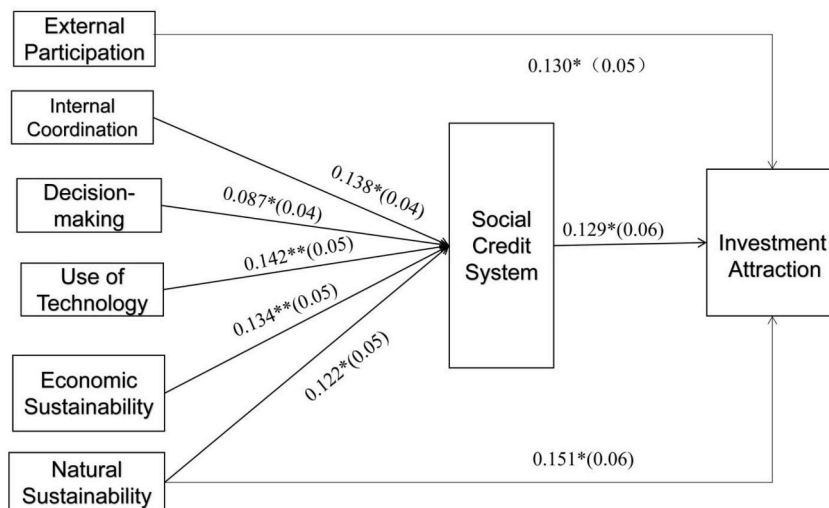 External
Participation
0.130*（0.05）
Internal
Coordination
0.138*(0.04)
Decision-
making
0.087*(0.04)
Social
Credit
System
0.129*(0.06)
Investment
Attraction
Use of
Technology
0.142**(0.05)
0.134**(0.05)
Economic
Sustainability
0.122*(0.05)
Natural
Sustainability
0.151*(0.06)